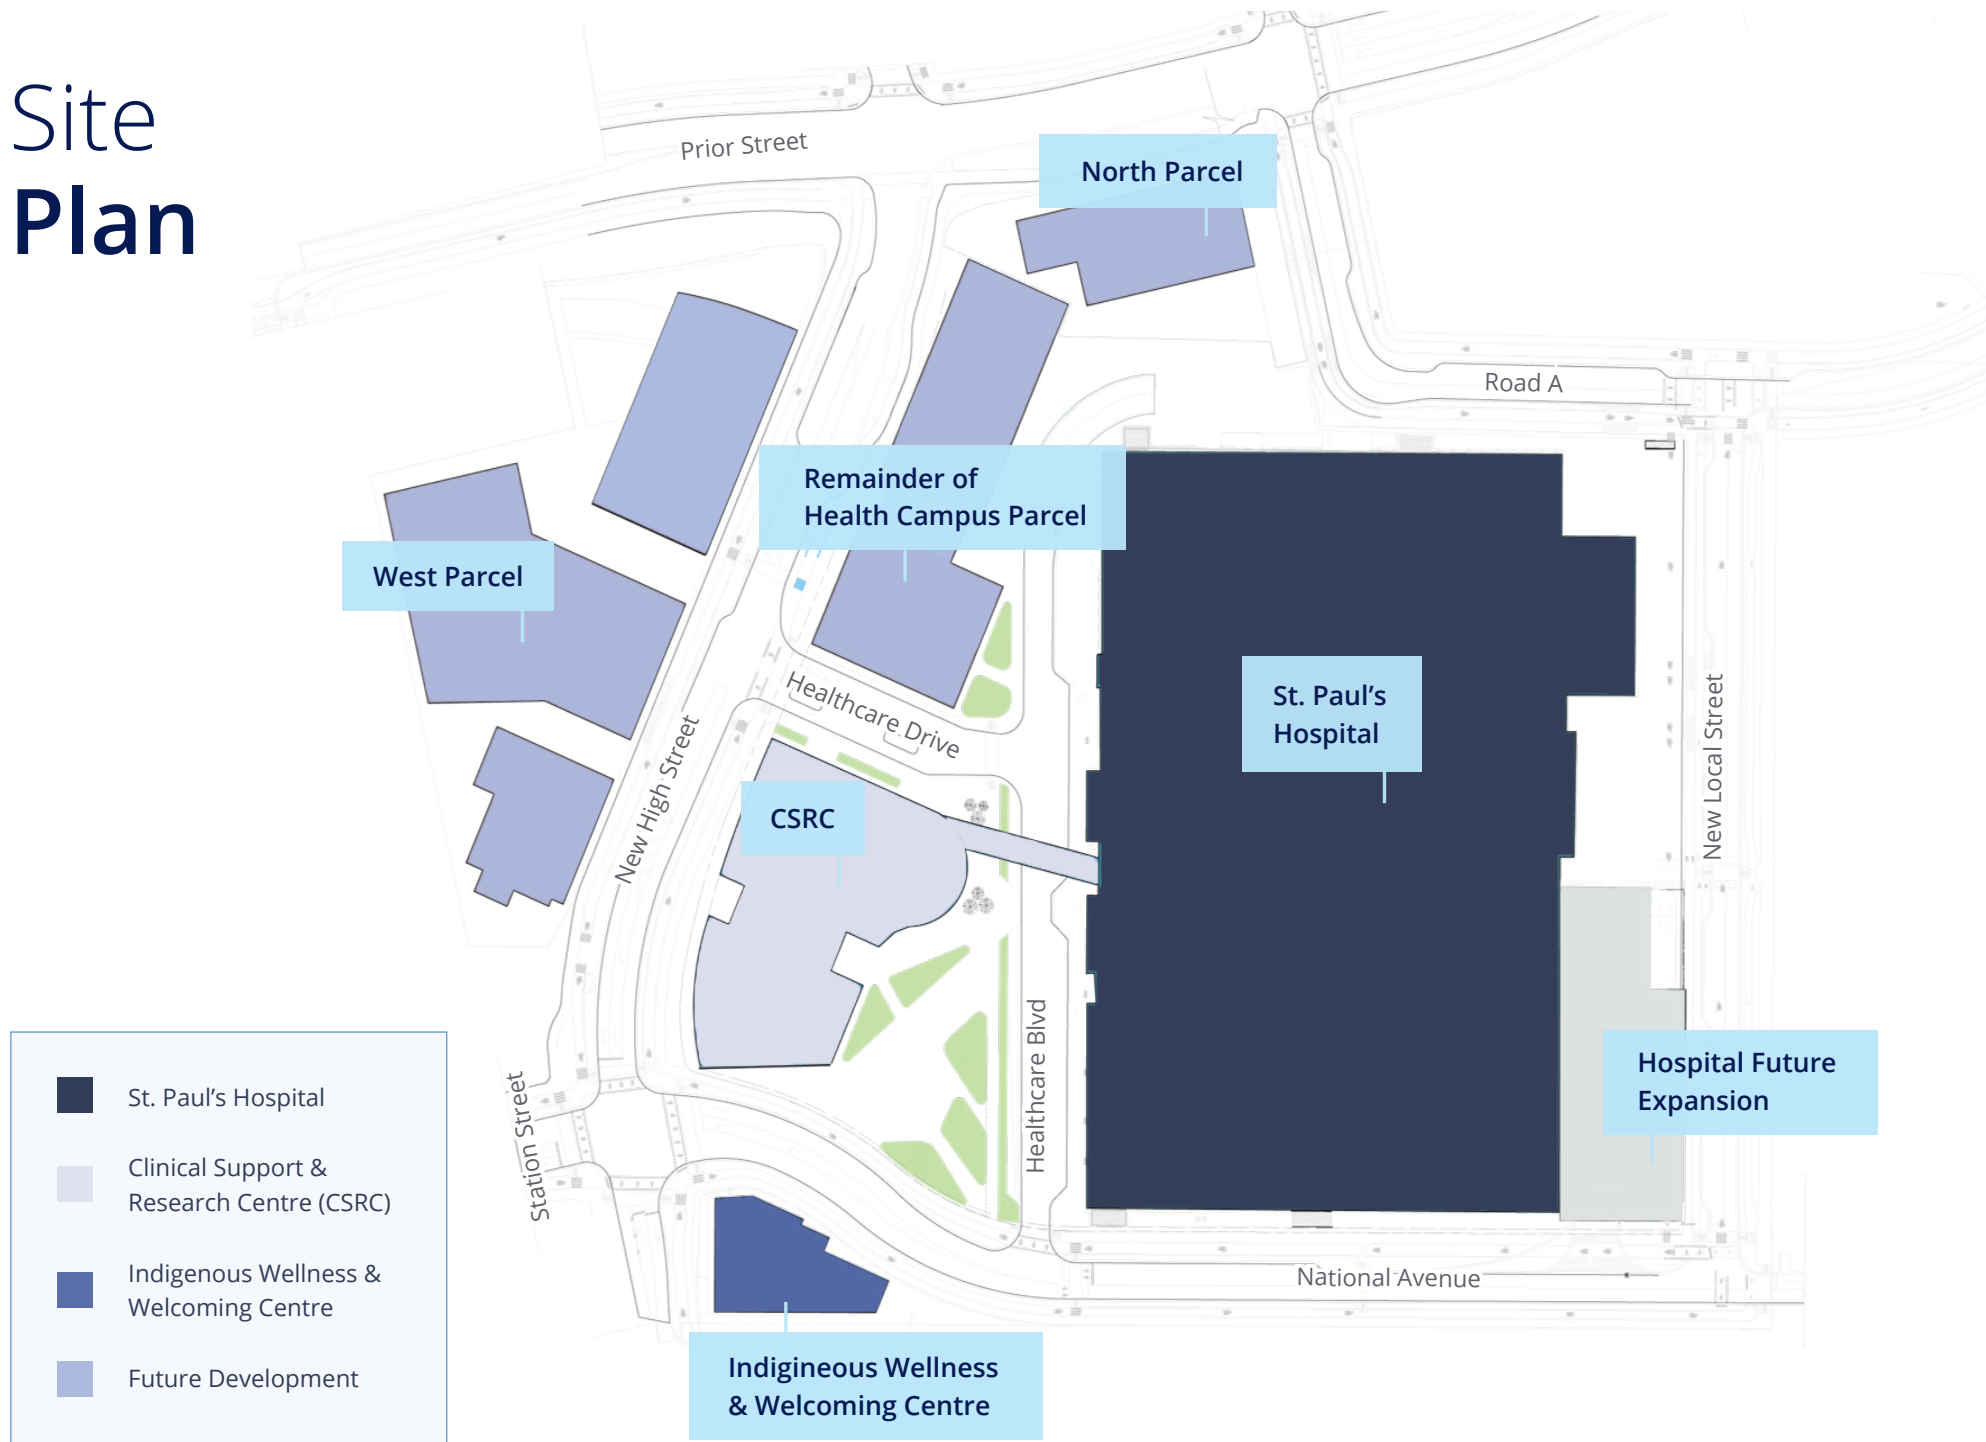 Site
Plan
Prior Street
North Parcel
Road A
Remainder of
Health Campus Parcel
West Parcel
St. Paul's
Hospital
Healthcare Drive
New High Street
New Local Street
CSRC
Healthcare Blvd
Station Street
Hospital Future
Expansion
National Avenue
Indigineous Wellness
& Welcoming Centre
St. Paul's Hospital
Clinical Support &
Research Centre (CSRC)
Indigenous Wellness &
Welcoming Centre
Future Development